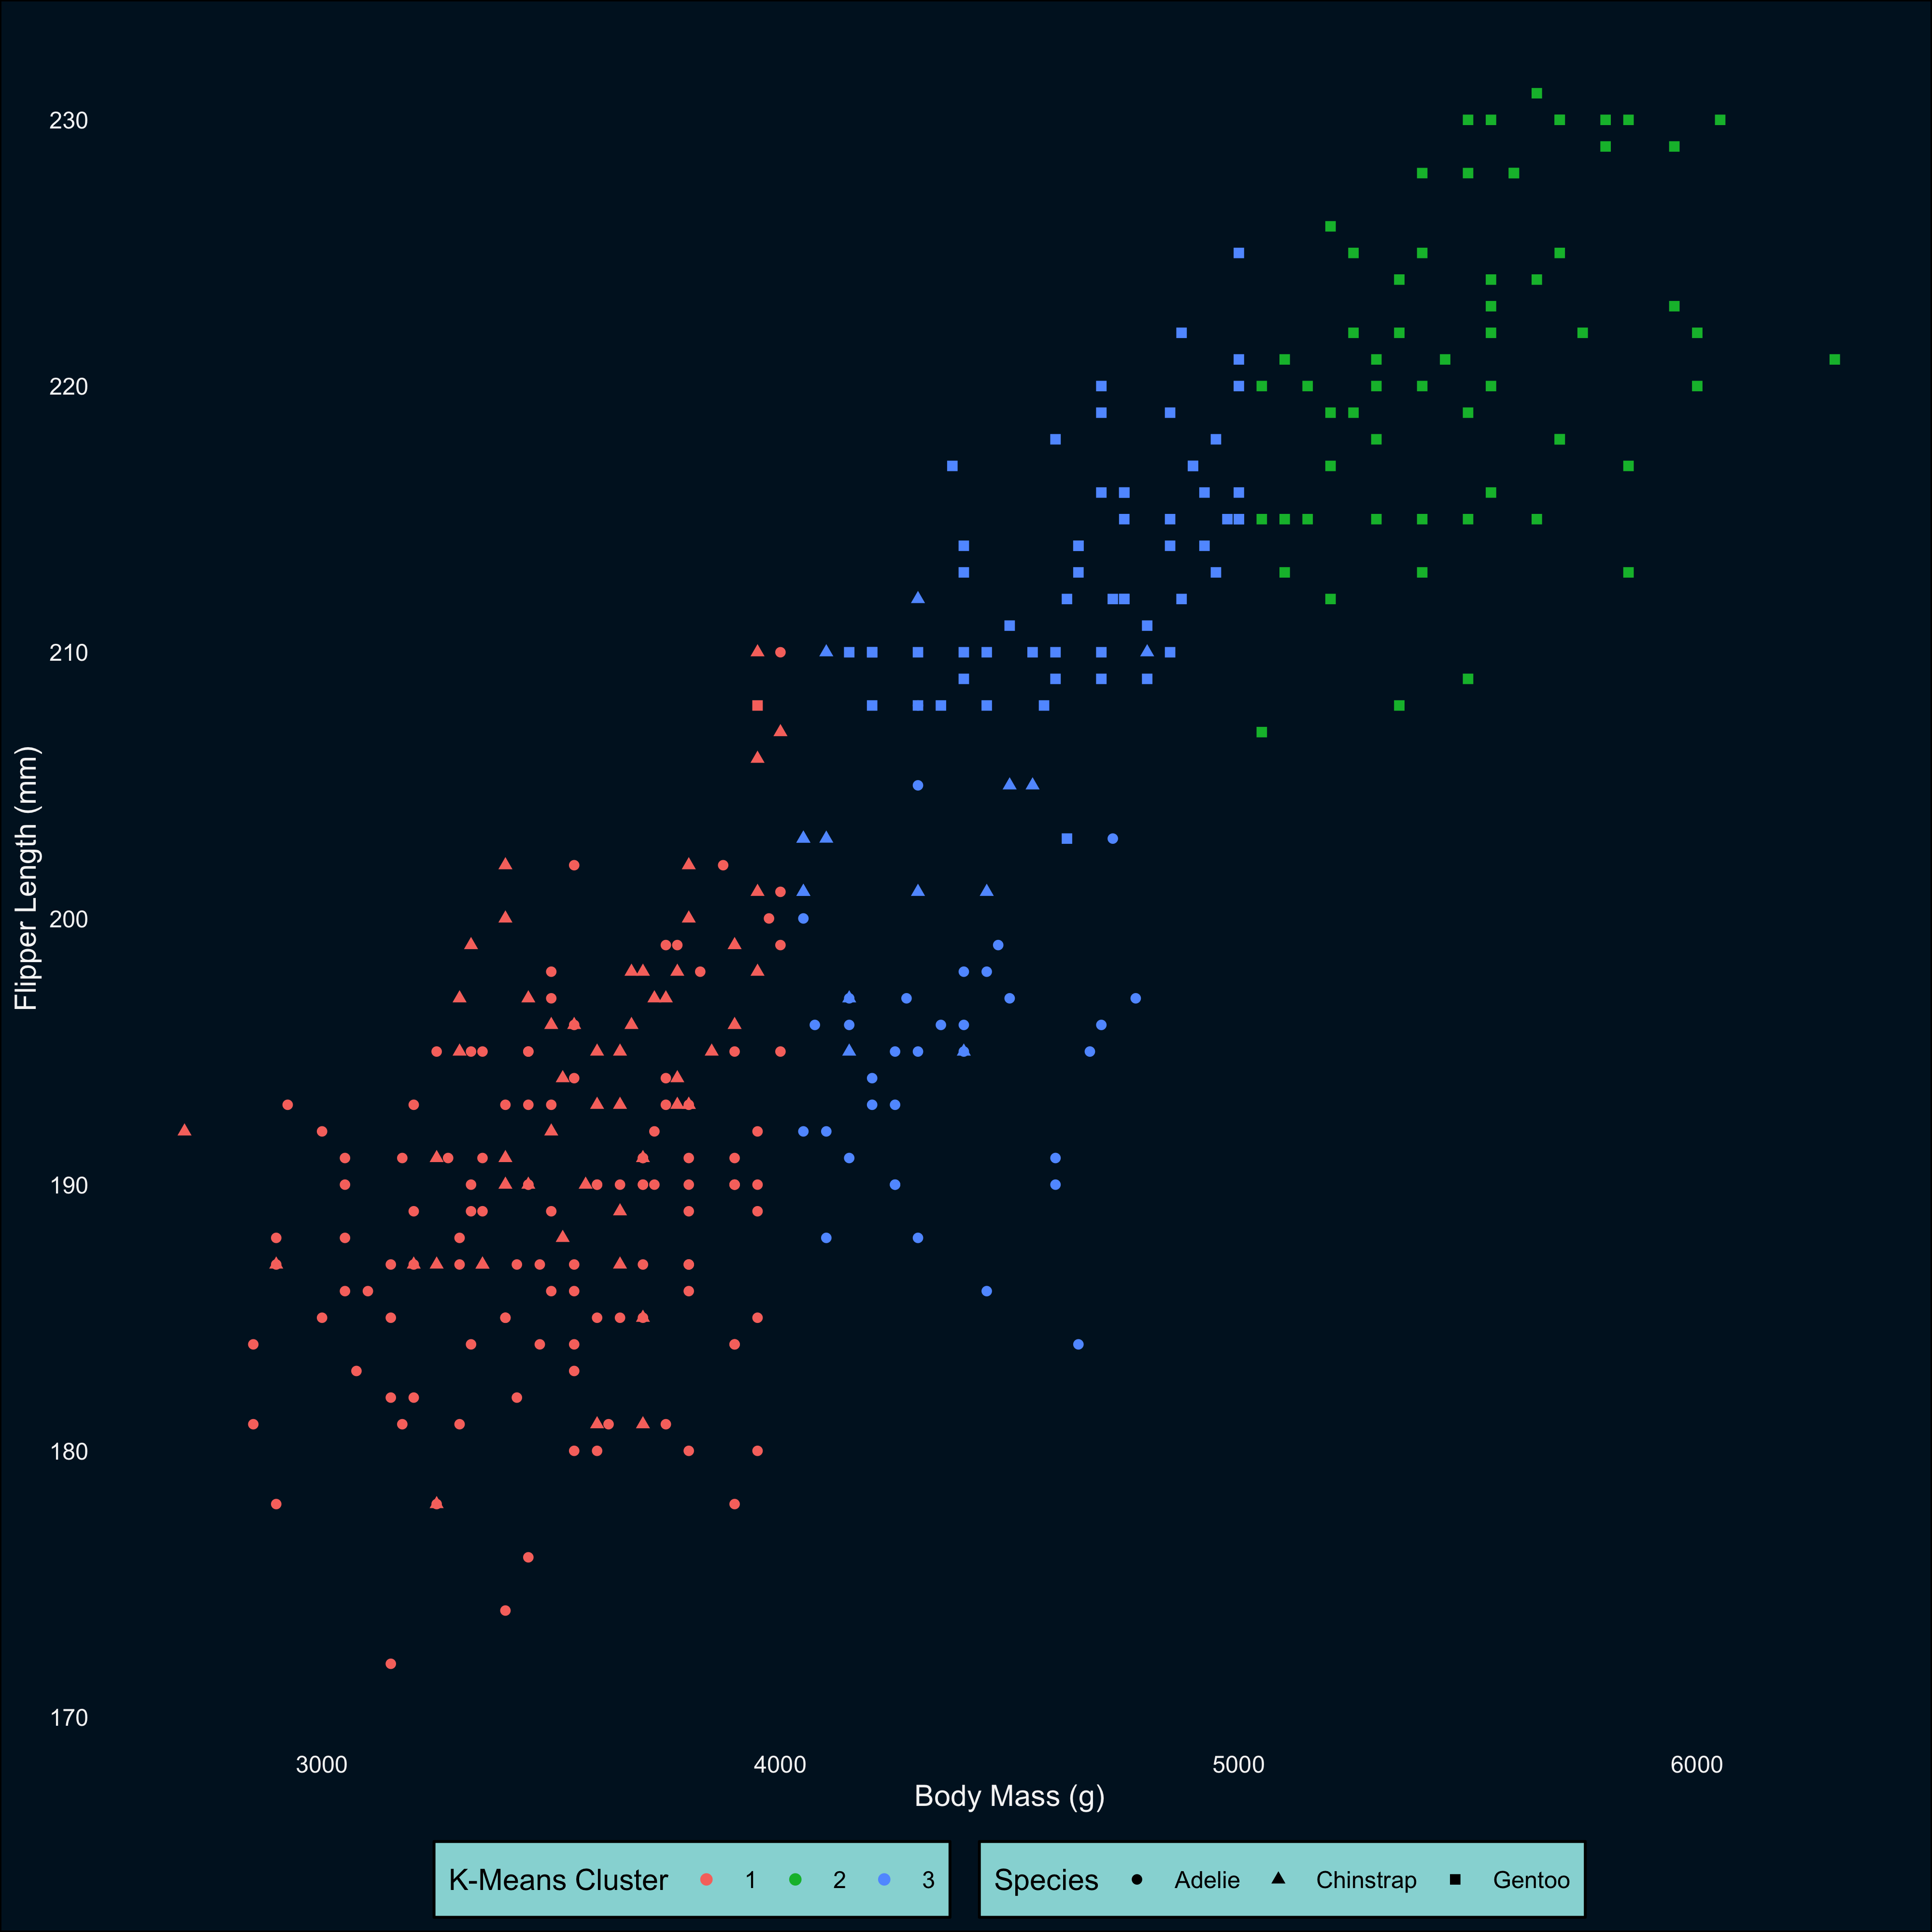 230
220
210
200
190
180
170
Flipper Length (mm)
3000 4000 5000 6000
Body Mass (g)
K-Means Cluster 1 2 3 Species Adelie Chinstrap Gentoo